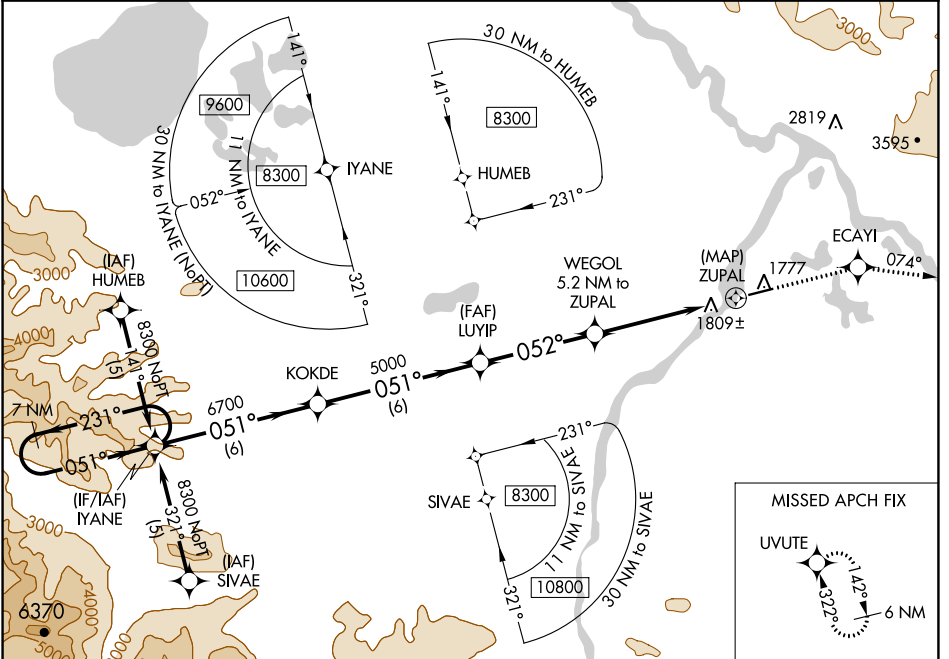 3000
141°
30 NM to HUMEB
9600
141°
8300
2819
3595
11 NM to IYANE
8300
IYANE
HUMEB
30 NM to IYANE (NoPT)
052°
231°
10600
321°
(IAF)
HUMEB
3000
ECAYI
074°
WEGOL
5.2 NM to
ZUPAL
(MAP)
ZUPAL
1777
1809±
4000
8300 NoPT
141°
(5)
(FAF)
LUYIP
052°
KOKDE
5000
051°
(6)
7 NM
231°
6700
051°
(6)
051°
(IF/IAF)
IYANE
8300 NoPT
321°
(5)
(IAF)
SIVAE
3000
4000
6370
5000
3000
231°
SIVAE
8300
11 NM to SIVAE
30 NM to SIVAE
10800
321°
MISSED APCH FIX
UVUTE
142°
322°
6 NM